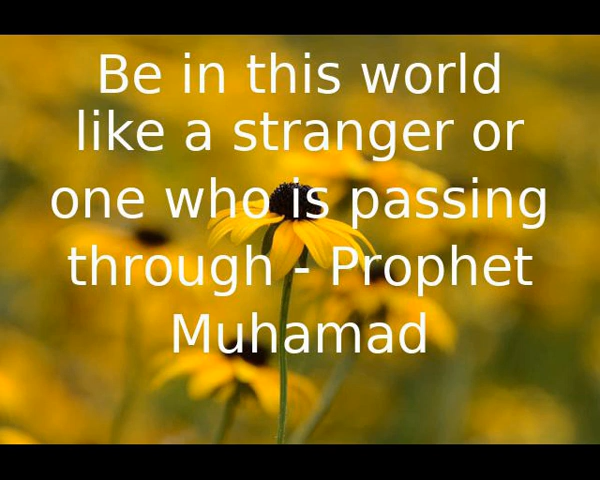 Be in this world
like a stranger or
one who is passing
through - Prophet
Muhamad